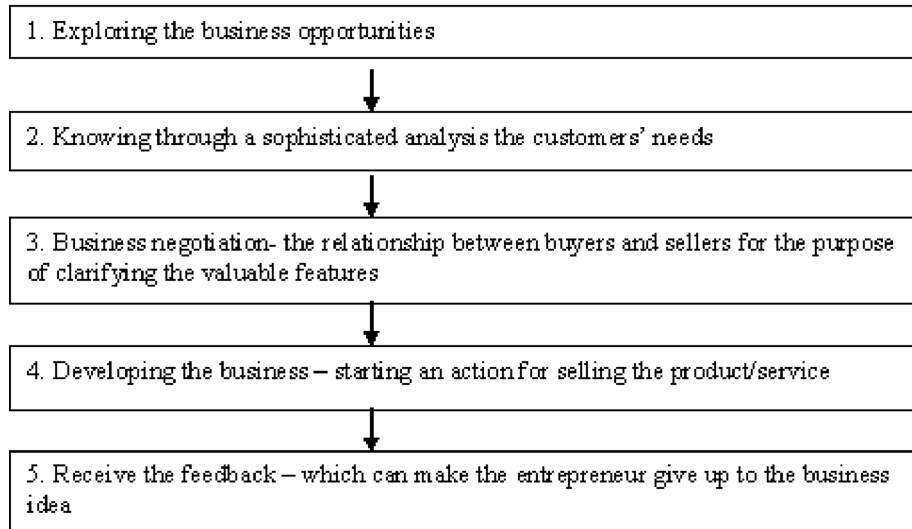 1. Exploring the business opportunities
2. Knowing through a sophisticated analysis the customers’ needs
3. Business negotiation- the relationship between buyers and sellers for the purpose
of clarifying the valuable features
4. Developing the business – starting an action for selling the product/service
5. Receive the feedback – which can make the entrepreneur give up to the business
idea